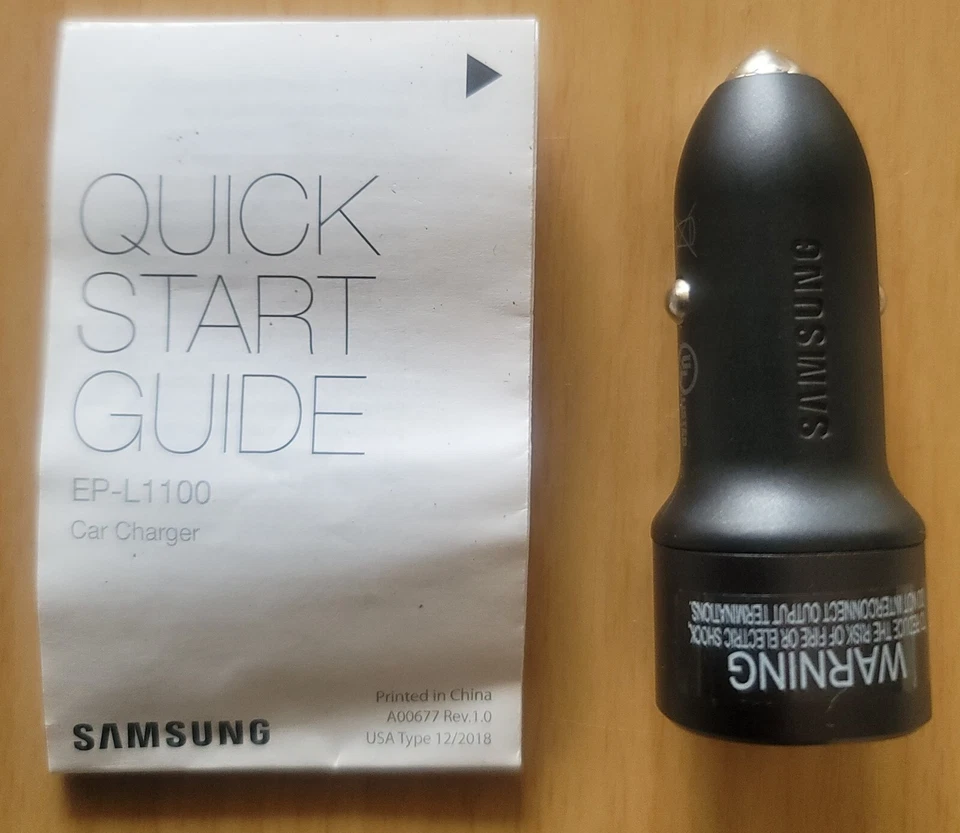 QUICK
START
GUIDE
EP-L1100
Car Charger
SAMSUNG
Printed in China
A00677 Rev.1.0
USA Type 12/2018
SAMSUNG
UL
WARNING
REDUCE THE RISK OF FIRE OR ELECTRIC SHOCK,
DO NOT INTERCONNECT OUTPUT TERMINATIONS.